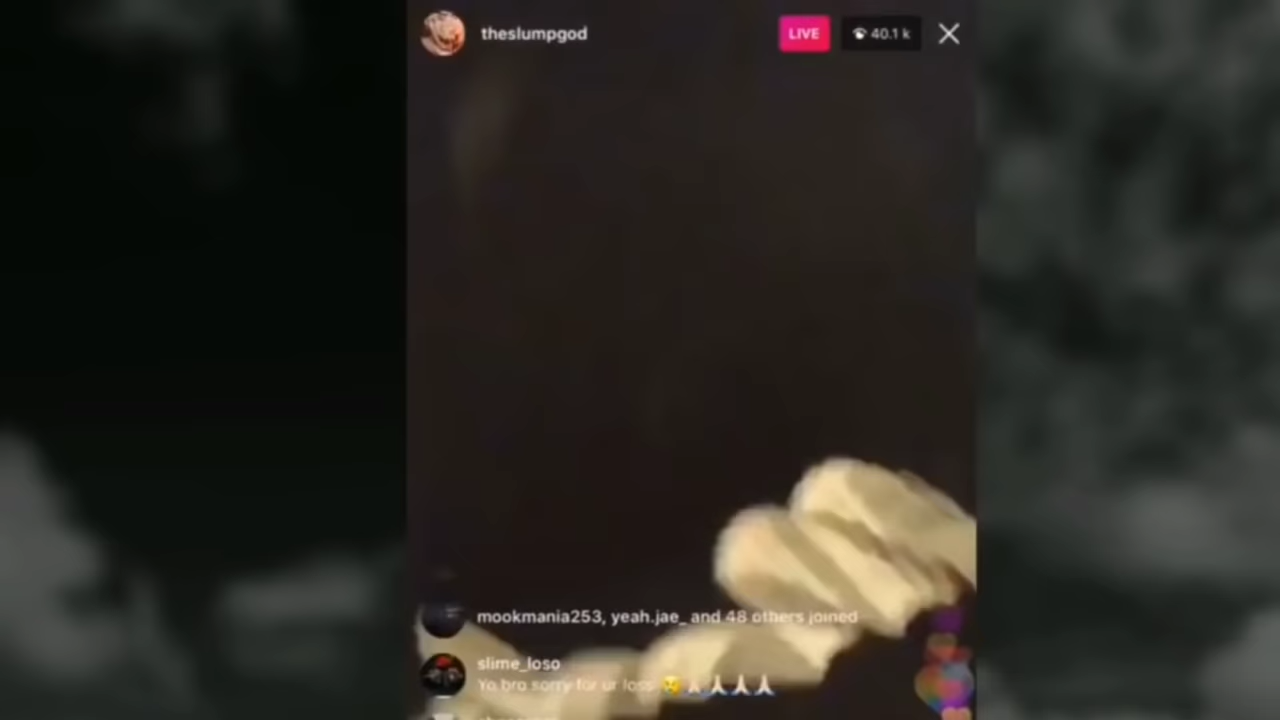 theslumpgod
LIVE
40.1 k
mookmania253, yeah.jae_ and 48 others joined
slime_loso
Yo bro sorry for ur loss 😢🙏🙏🙏🙏